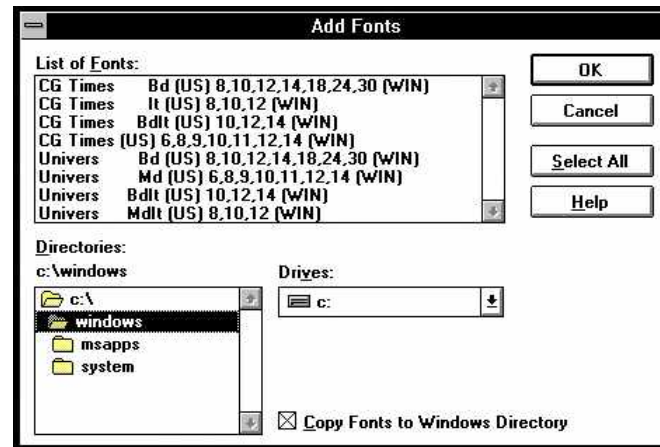 Add Fonts
List of Fonts:
CG Times Bd (US) 8,10,12,14,18,24,30 (WIN)
CG Times It (US) 8,10,12 (WIN)
CG Times BdIt (US) 10,12,14 (WIN)
CG Times (US) 6,8,9,10,11,12,14 (WIN)
Univers Bd (US) 8,10,12,14,18,24,30 (WIN)
Univers Md (US) 6,8,9,10,11,12,14 (WIN)
Univers BdIt (US) 10,12,14 (WIN)
Univers MdIt (US) 8,10,12 (WIN)
OK
Cancel
Select All
Help
Directories:
c:\windows
c:\
windows
msapps
system
Drives:
c:
Copy Fonts to Windows Directory